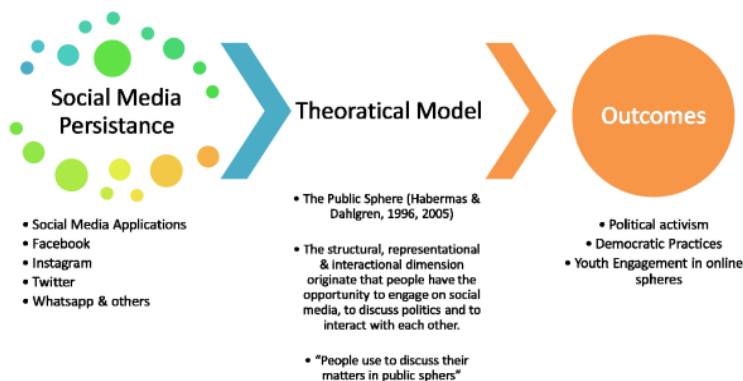 Social Media
Persistance
Theoratical Model
Outcomes
• Social Media Applications
• Facebook
• Instagram
• Twitter
• Whatsapp & others
• The Public Sphere (Habermas &
Dahlgren, 1996, 2005)
• The structural, representational
& interactional dimension
originate that people have the
opportunity to engage on social
media, to discuss politics and to
interact with each other.
• "People use to discuss their
matters in public sphers"
• Political activism
• Democratic Practices
• Youth Engagement in online
spheres